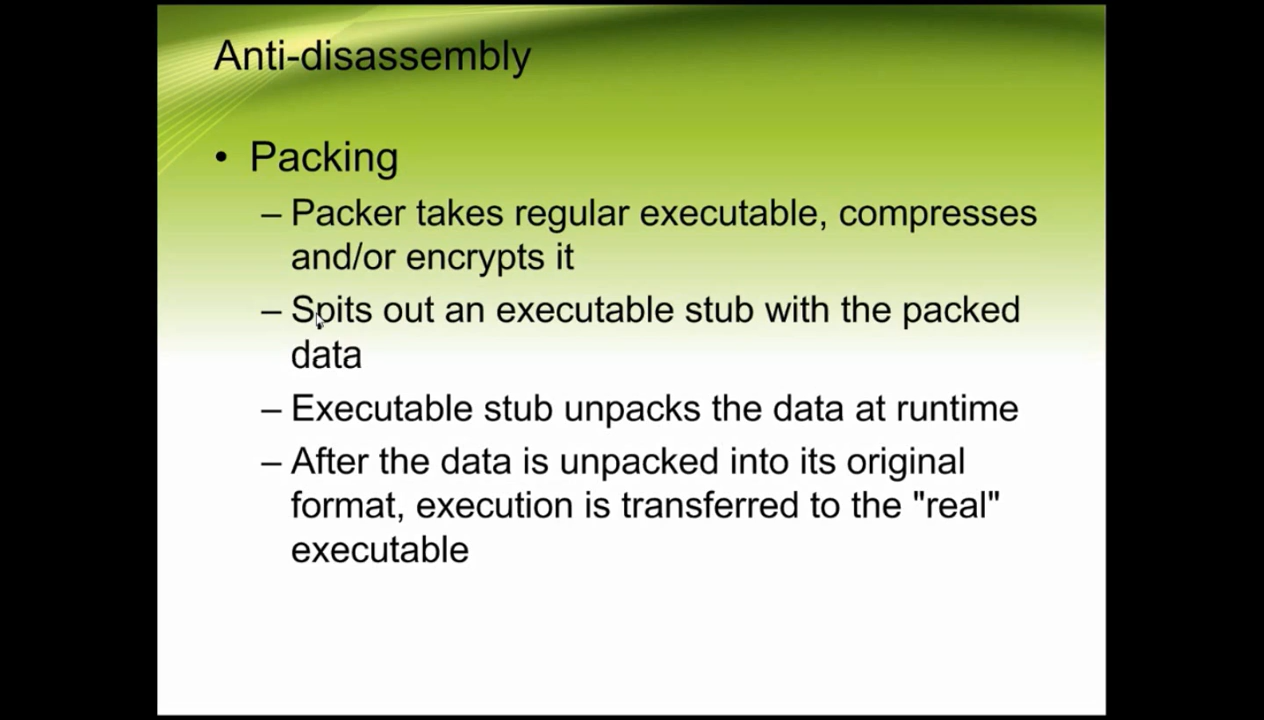 Anti-disassembly
• Packing
– Packer takes regular executable, compresses
and/or encrypts it
– Spits out an executable stub with the packed
data
– Executable stub unpacks the data at runtime
– After the data is unpacked into its original
format, execution is transferred to the "real"
executable